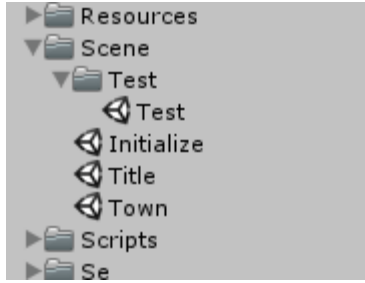 Resources
Scene
Test
Test
Initialize
Title
Town
Scripts
Se